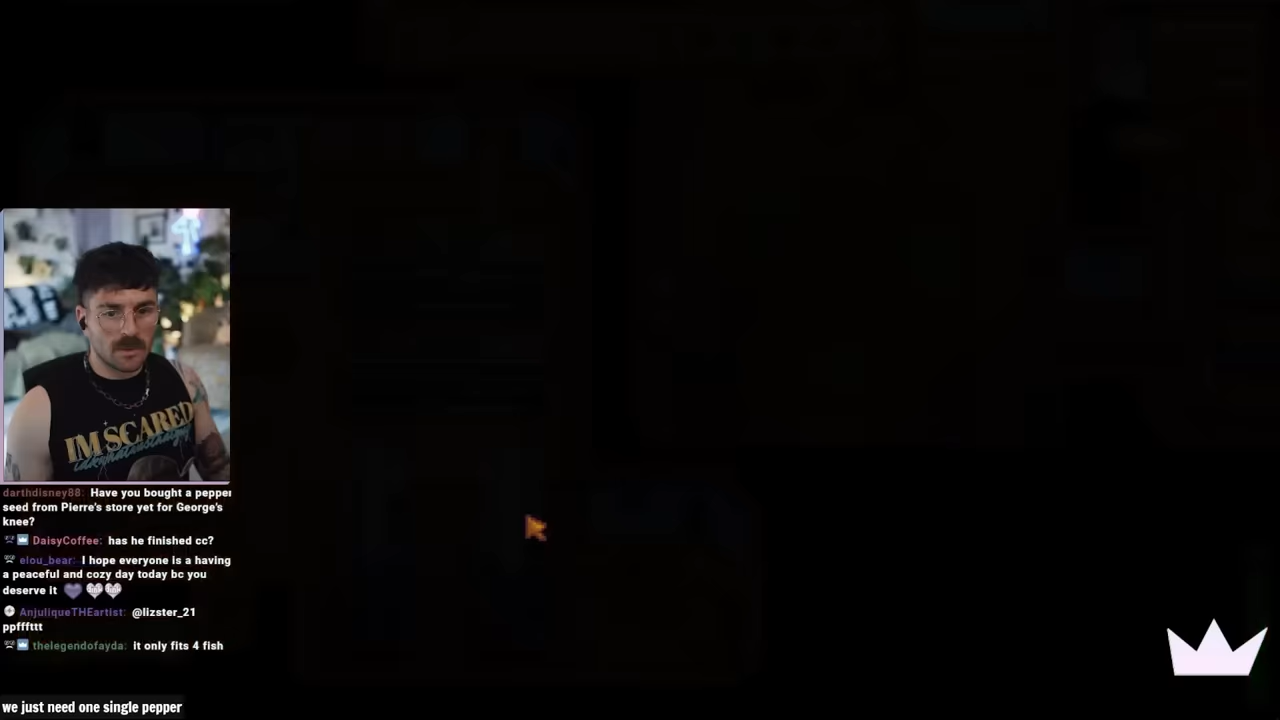 IM SCARED
darthdisney88: Have you bought a pepper
seed from Pierre's store yet for George's
knee?
DaisyCoffee: has he finished cc?
elou_bear: I hope everyone is a having
a peaceful and cozy day today bc you
deserve it
AnjuliqueTHEartist: @lizster_21
ppfffttt
thelegendofayda: it only fits 4 fish
we just need one single pepper